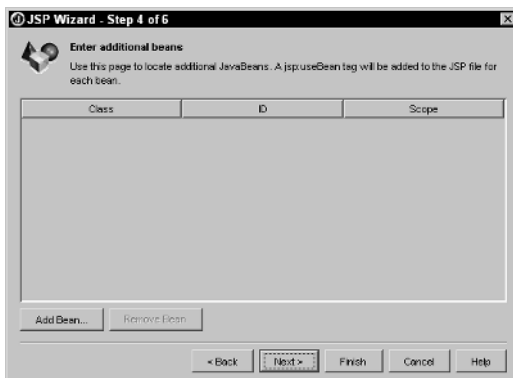 JSP Wizard - Step 4 of 6
Enter additional beans
Use this page to locate additional JavaBeans. A jsp:useBean tag will be added to the JSP file for
each bean.
Class ID Scope
Add Bean... Remove Bean
< Back Next > Finish Cancel Help